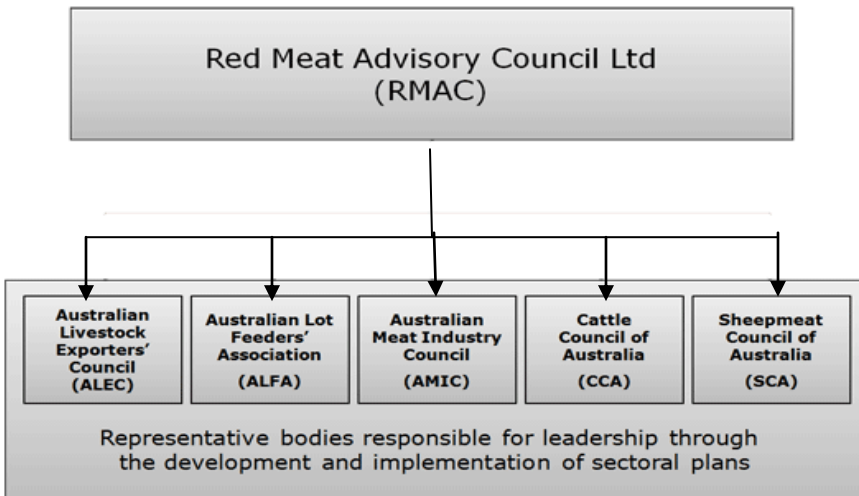 Red Meat Advisory Council Ltd
(RMAC)
Australian
Livestock
Exporters’
Council
(ALEC)
Australian Lot
Feeders’
Association
(ALFA)
Australian
Meat Industry
Council
(AMIC)
Cattle
Council of
Australia
(CCA)
Sheepmeat
Council of
Australia
(SCA)
Representative bodies responsible for leadership through
the development and implementation of sectoral plans